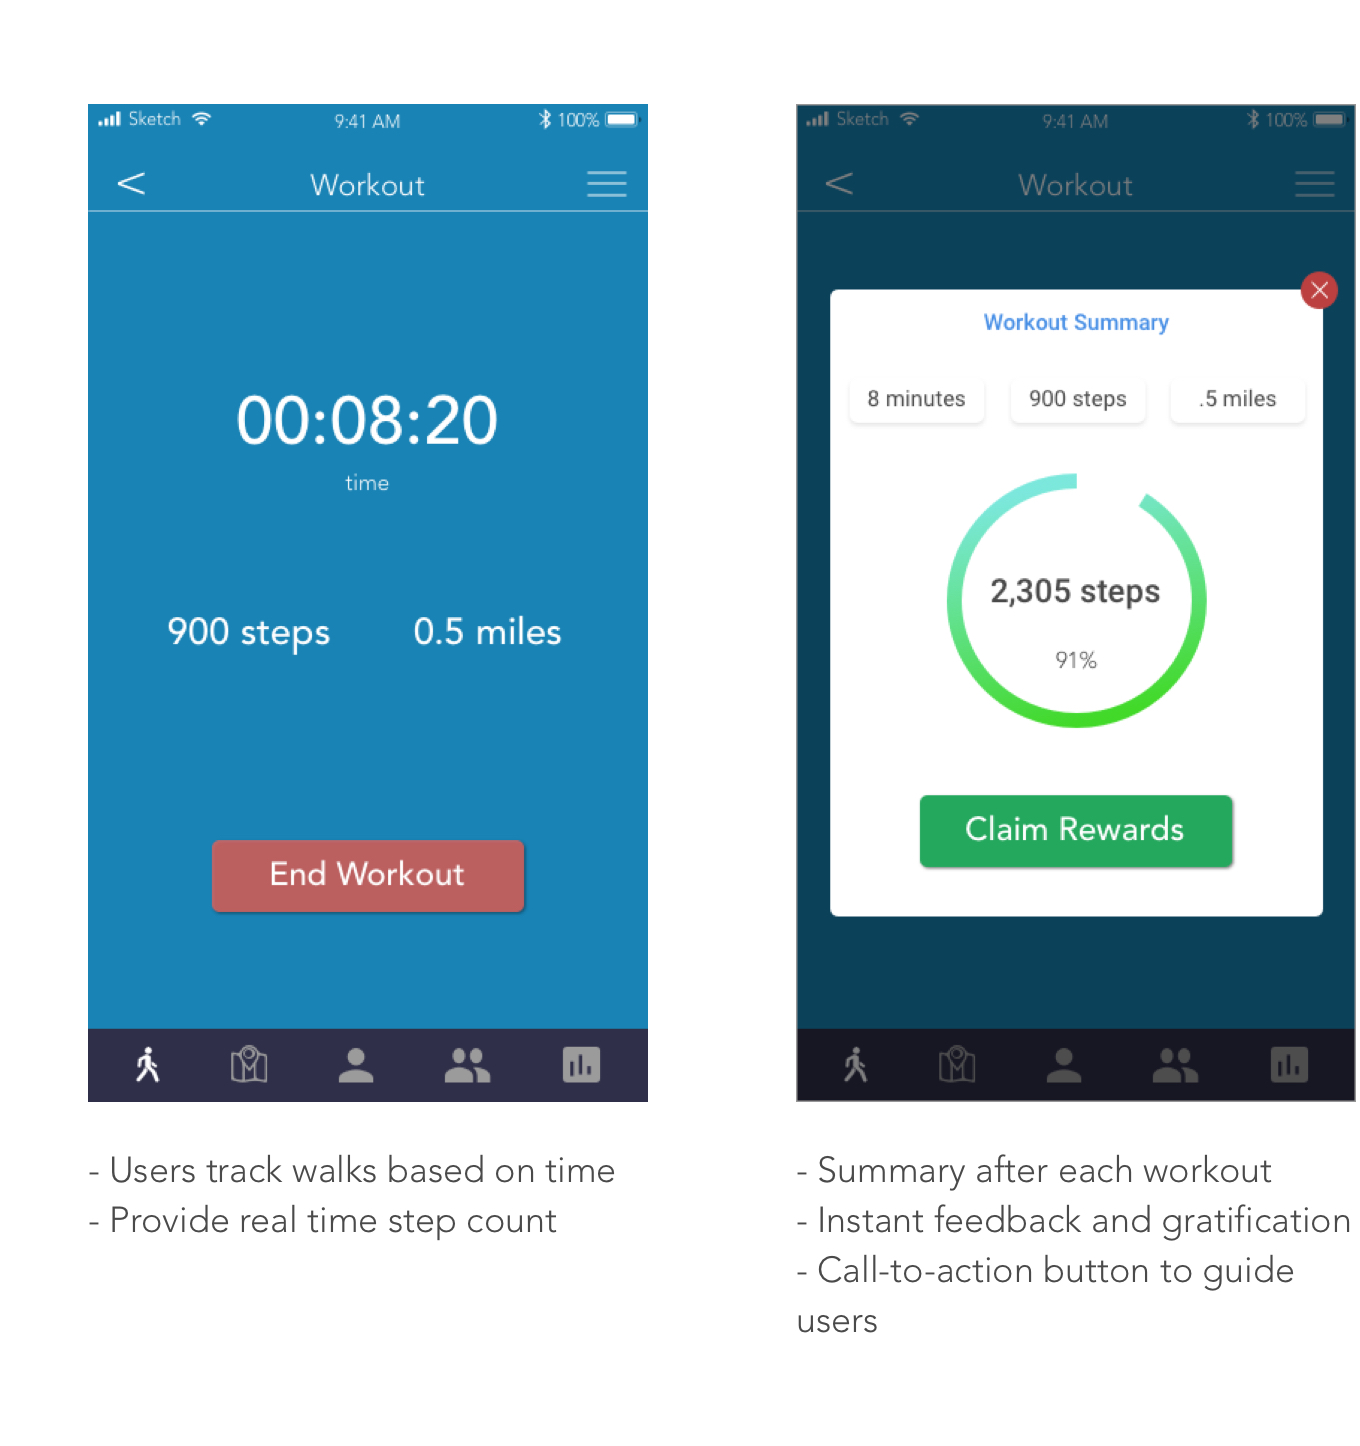 Sketch 9:41 AM 100%
< Workout
00:08:20
time
900 steps 0.5 miles
End Workout
- Users track walks based on time
- Provide real time step count
Sketch 9:41 AM 100%
< Workout
Workout Summary
8 minutes 900 steps .5 miles
2,305 steps
91%
Claim Rewards
- Summary after each workout
- Instant feedback and gratification
- Call-to-action button to guide
users